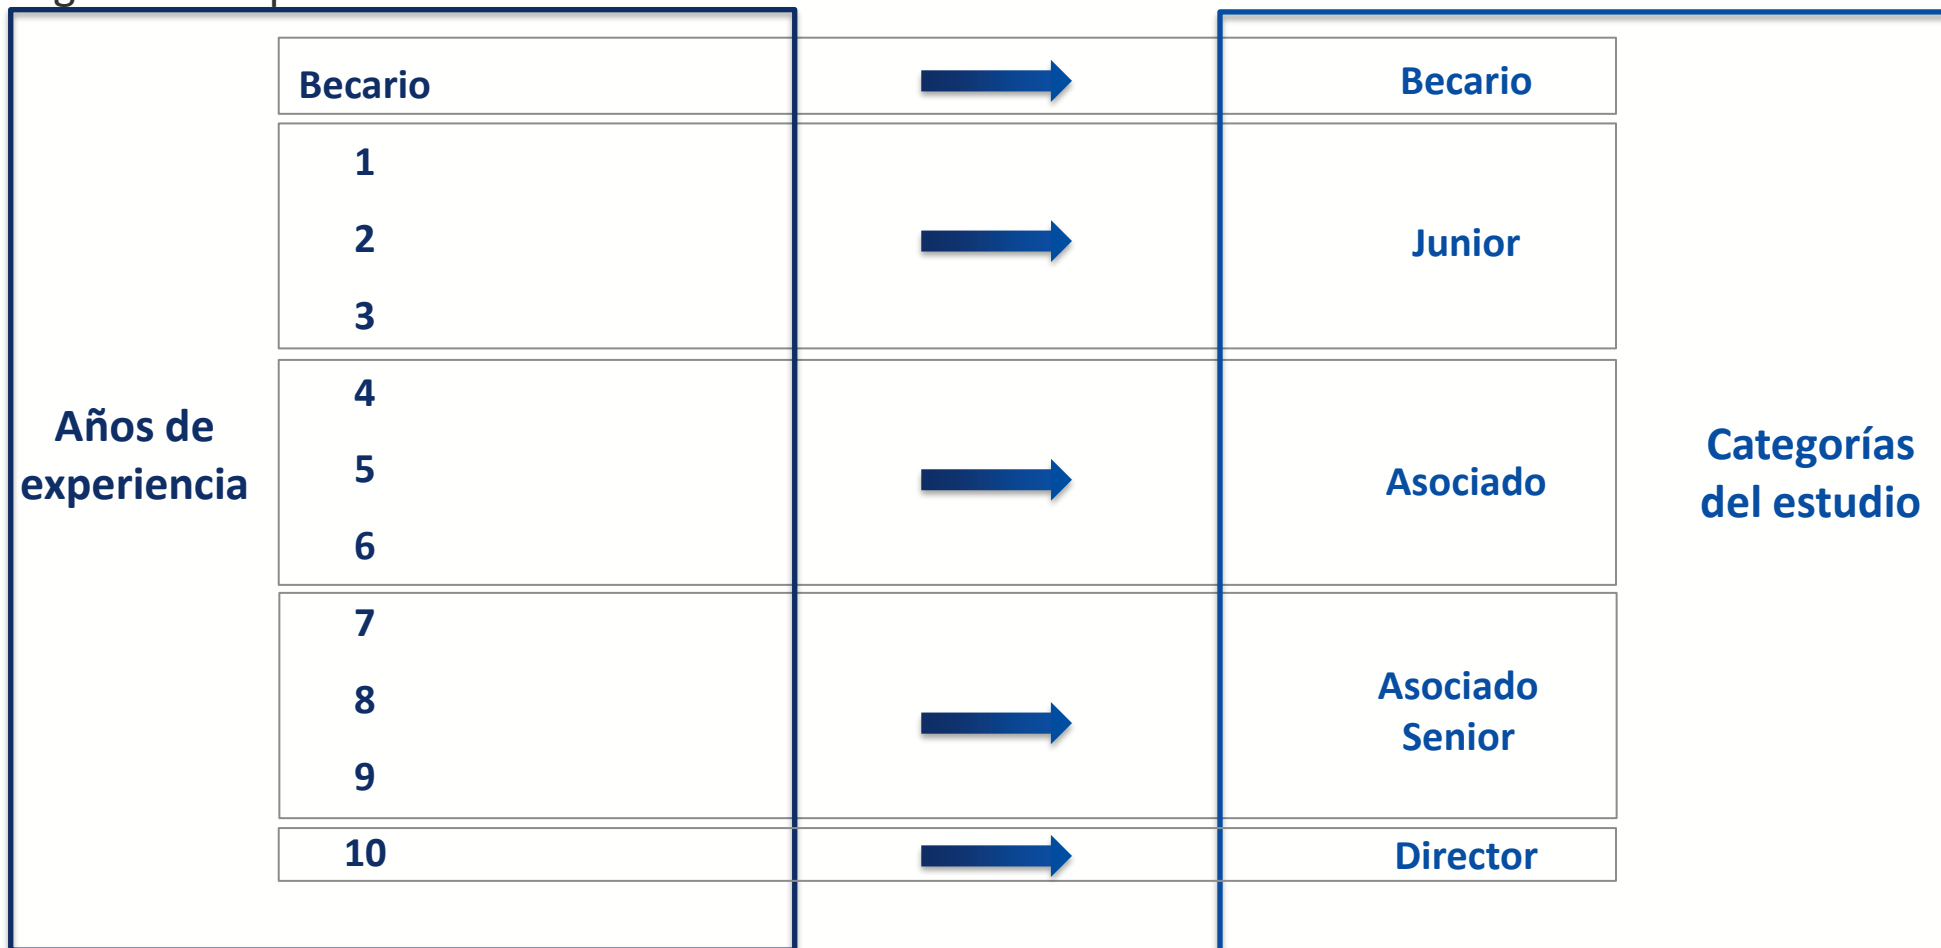 Becario
Becario
1
2
Junior
3
4
Años de
experiencia
5
Asociado
6
Categorías
del estudio
7
8
Asociado
Senior
9
10
Director